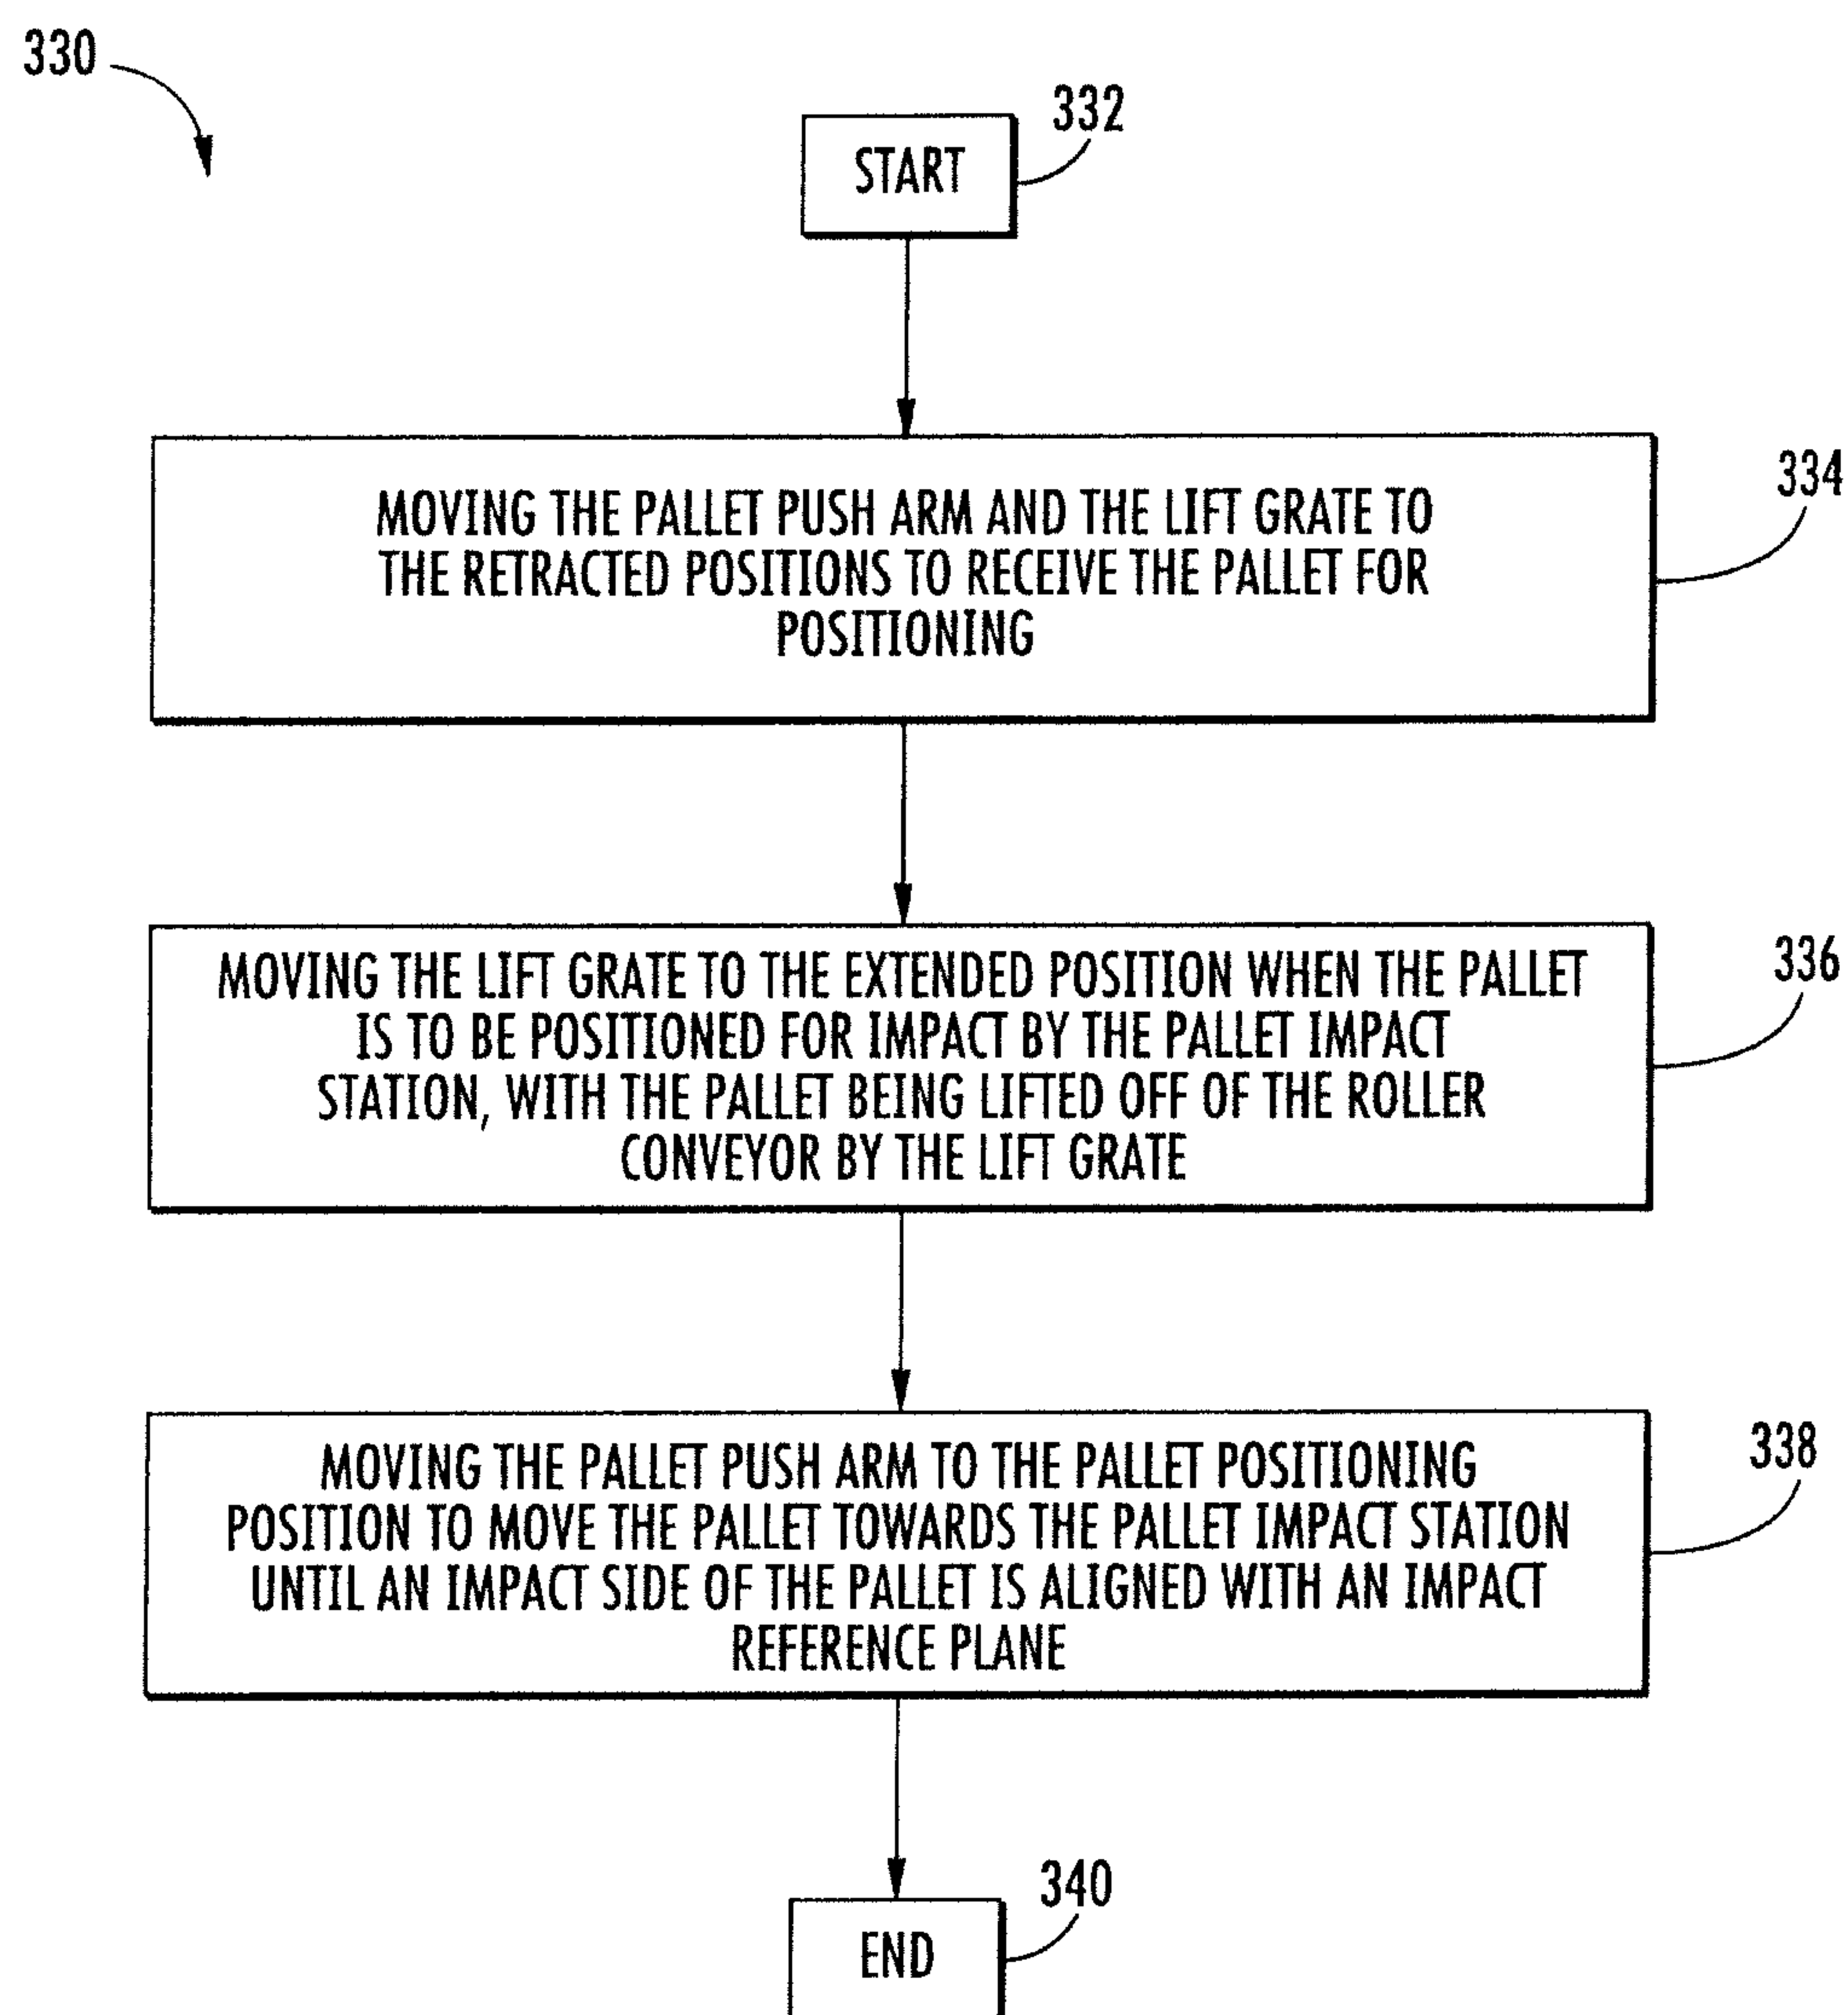 330
332
START
334
MOVING THE PALLET PUSH ARM AND THE LIFT GRATE TO
THE RETRACTED POSITIONS TO RECEIVE THE PALLET FOR
POSITIONING
336
MOVING THE LIFT GRATE TO THE EXTENDED POSITION WHEN THE PALLET
IS TO BE POSITIONED FOR IMPACT BY THE PALLET IMPACT
STATION, WITH THE PALLET BEING LIFTED OFF OF THE ROLLER
CONVEYOR BY THE LIFT GRATE
338
MOVING THE PALLET PUSH ARM TO THE PALLET POSITIONING
POSITION TO MOVE THE PALLET TOWARDS THE PALLET IMPACT STATION
UNTIL AN IMPACT SIDE OF THE PALLET IS ALIGNED WITH AN IMPACT
REFERENCE PLANE
340
END